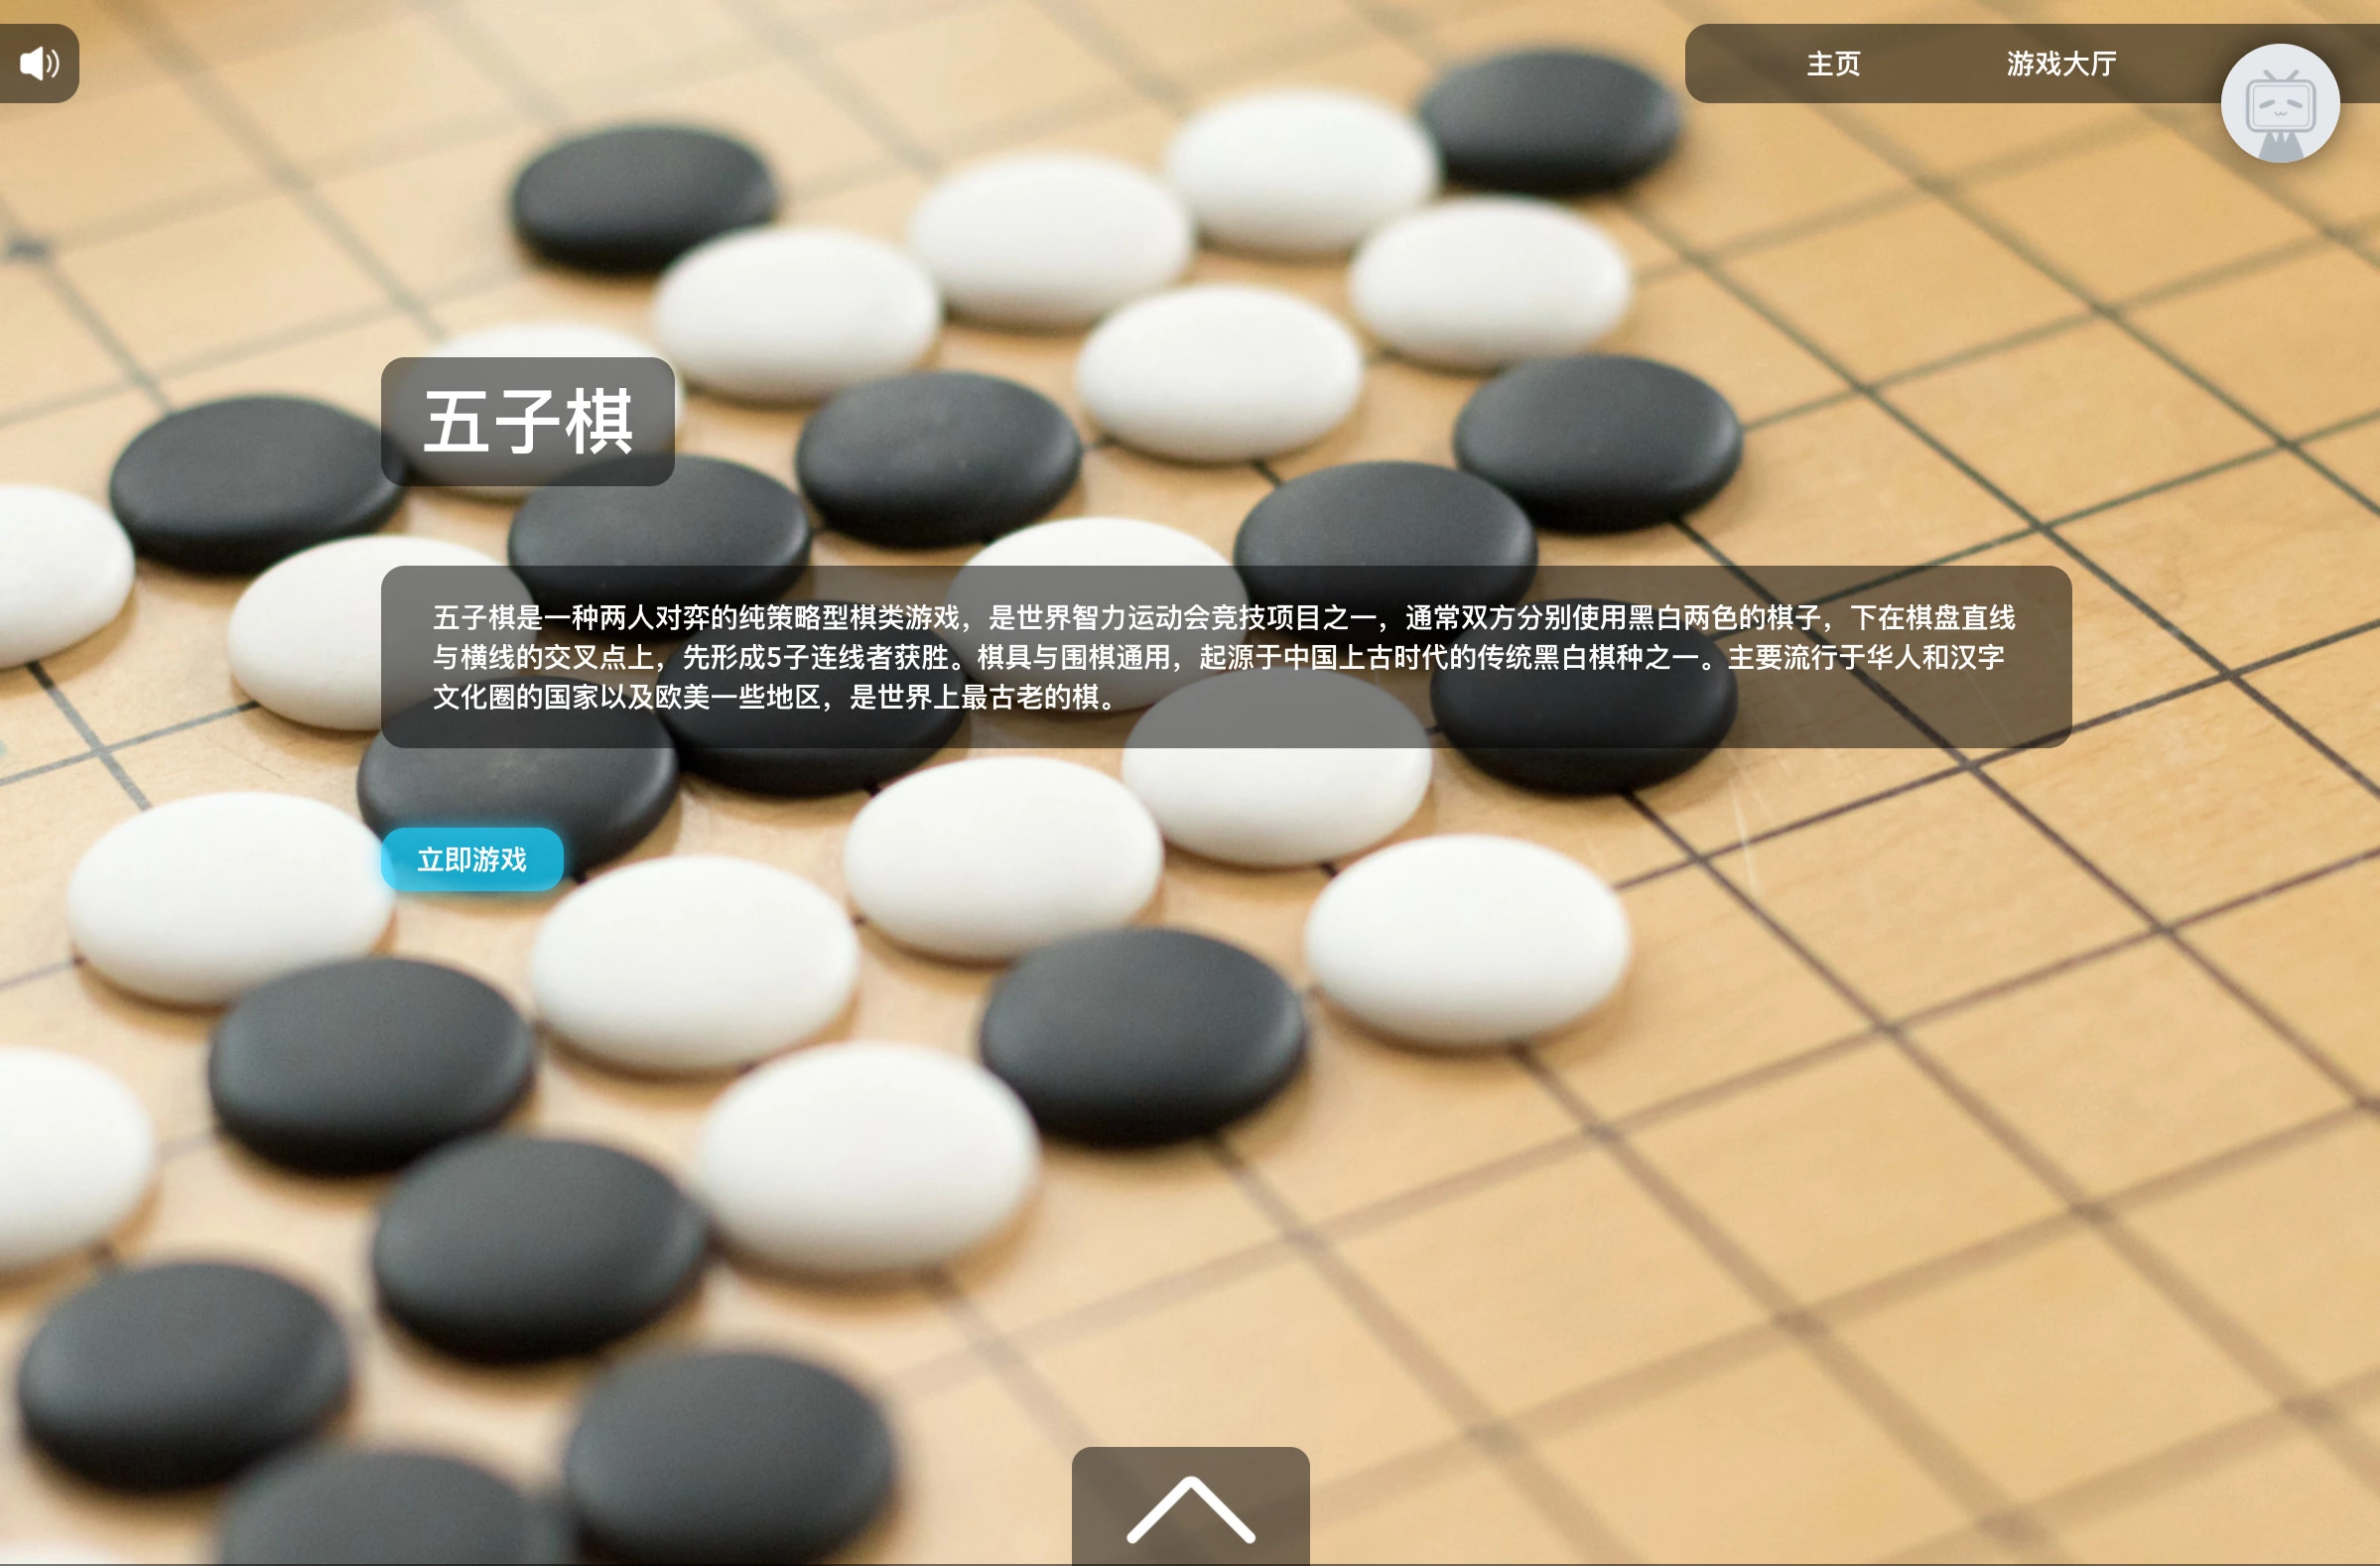 主页
游戏大厅
五子棋
五子棋是一种两人对弈的纯策略型棋类游戏，是世界智力运动会竞技项目之一，通常双方分别使用黑白两色的棋子，下在棋盘直线
与横线的交叉点上，先形成5子连线者获胜。棋具与围棋通用，起源于中国上古时代的传统黑白棋种之一。主要流行于华人和汉字
文化圈的国家以及欧美一些地区，是世界上最古老的棋。
立即游戏